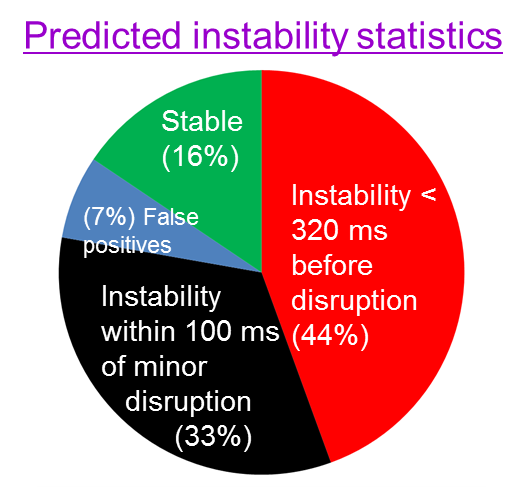 Predicted instability statistics
Stable
(16%)
Instability <
320 ms
before
disruption
(44%)
(7%) False
positives
Instability
within 100 ms
of minor
disruption
(33%)